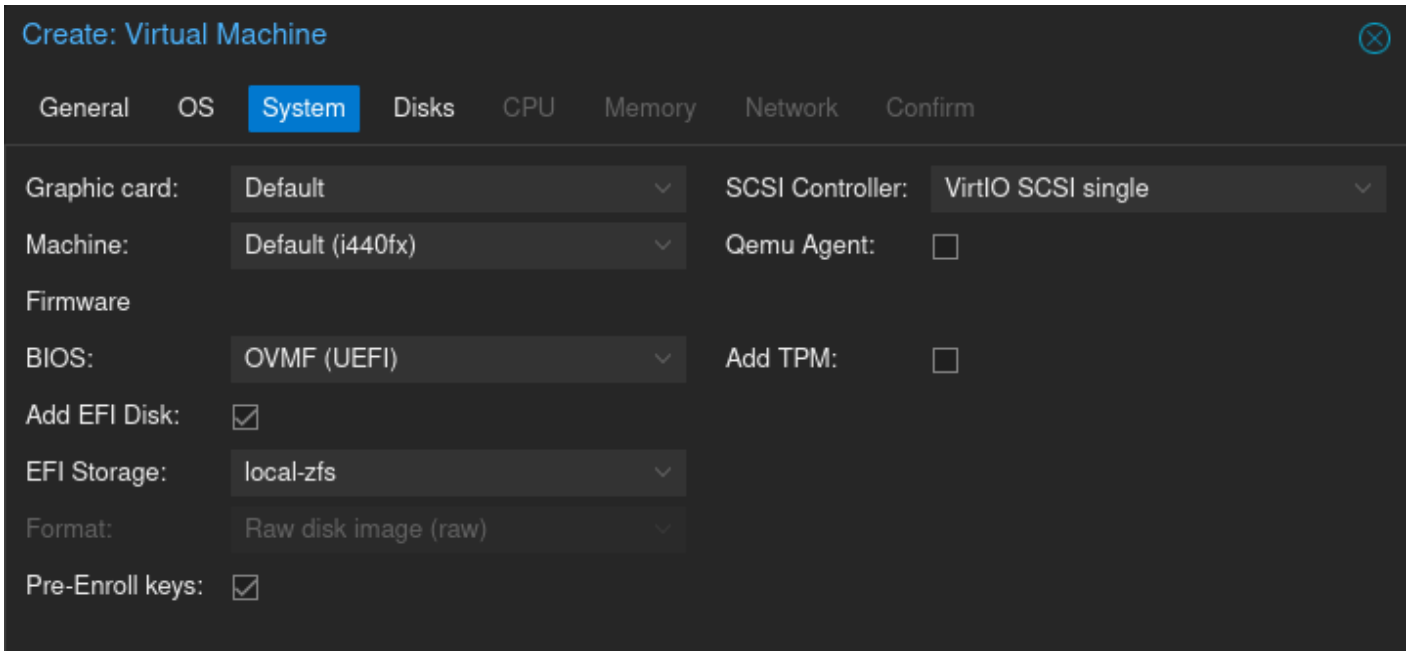 Create: Virtual Machine
General OS System Disks CPU Memory Network Confirm
Graphic card: Default SCSI Controller: VirtIO SCSI single
Machine: Default (i440fx) Qemu Agent:
Firmware
BIOS: OVMF (UEFI) Add TPM:
Add EFI Disk:
EFI Storage: local-zfs
Format: Raw disk image (raw)
Pre-Enroll keys: